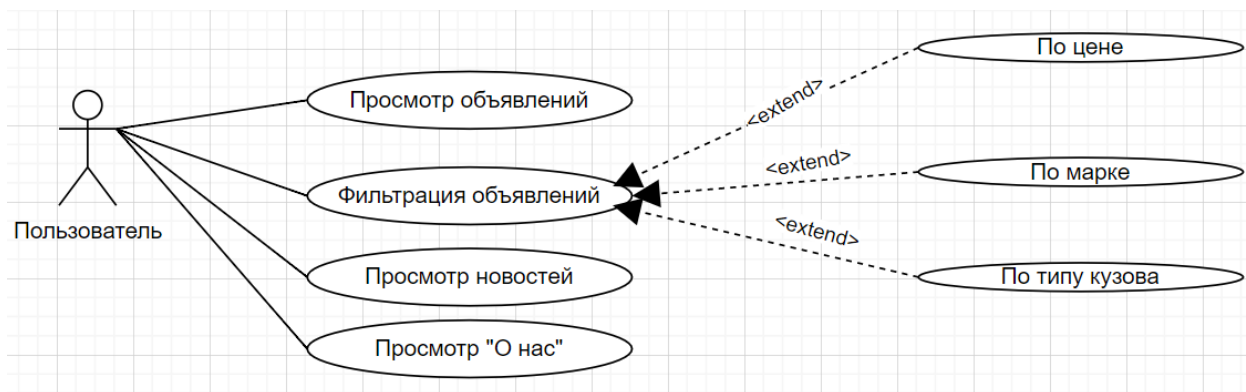 По цене
Просмотр объявлений
<extend>
<extend>
По марке
Фильтрация объявлений
Пользователь
<extend>
Просмотр новостей
По типу кузова
Просмотр "О нас"